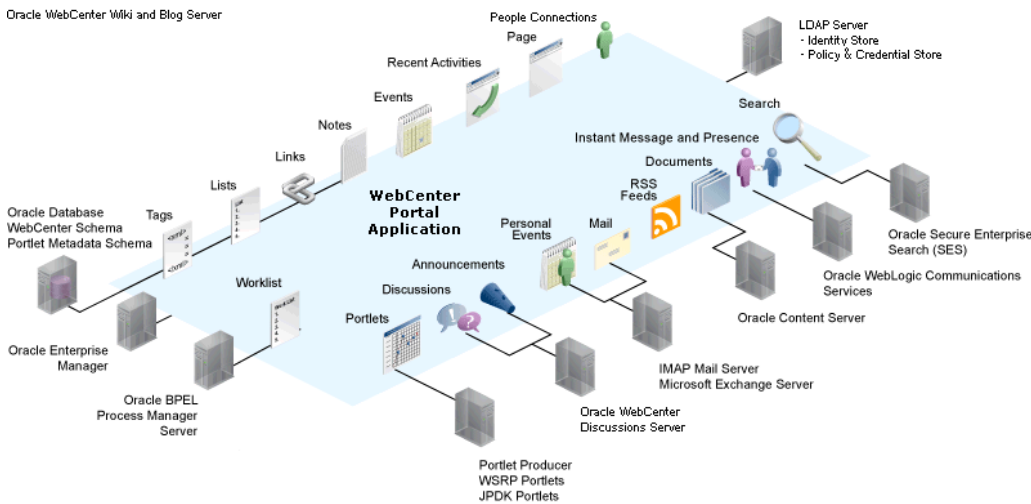 Oracle WebCenter Wiki and Blog Server
People Connections
Page
Recent Activities
Events
Notes
Links
Lists
Tags
LDAP Server
- Identity Store
- Policy & Credential Store
Search
Instant Message and Presence
Documents
RSS
Feeds
Mail
Personal
Events
Announcements
Discussions
Portlets
WebCenter
Portal
Application
Oracle Database
WebCenter Schema
Portlet Metadata Schema
Worklist
Oracle Enterprise
Manager
Oracle BPEL
Process Manager
Server
Portlet Producer
WSRP Portlets
JPDK Portlets
Oracle WebCenter
Discussions Server
IMAP Mail Server
Microsoft Exchange Server
Oracle Content Server
Oracle WebLogic Communications
Services
Oracle Secure Enterprise
Search (SES)